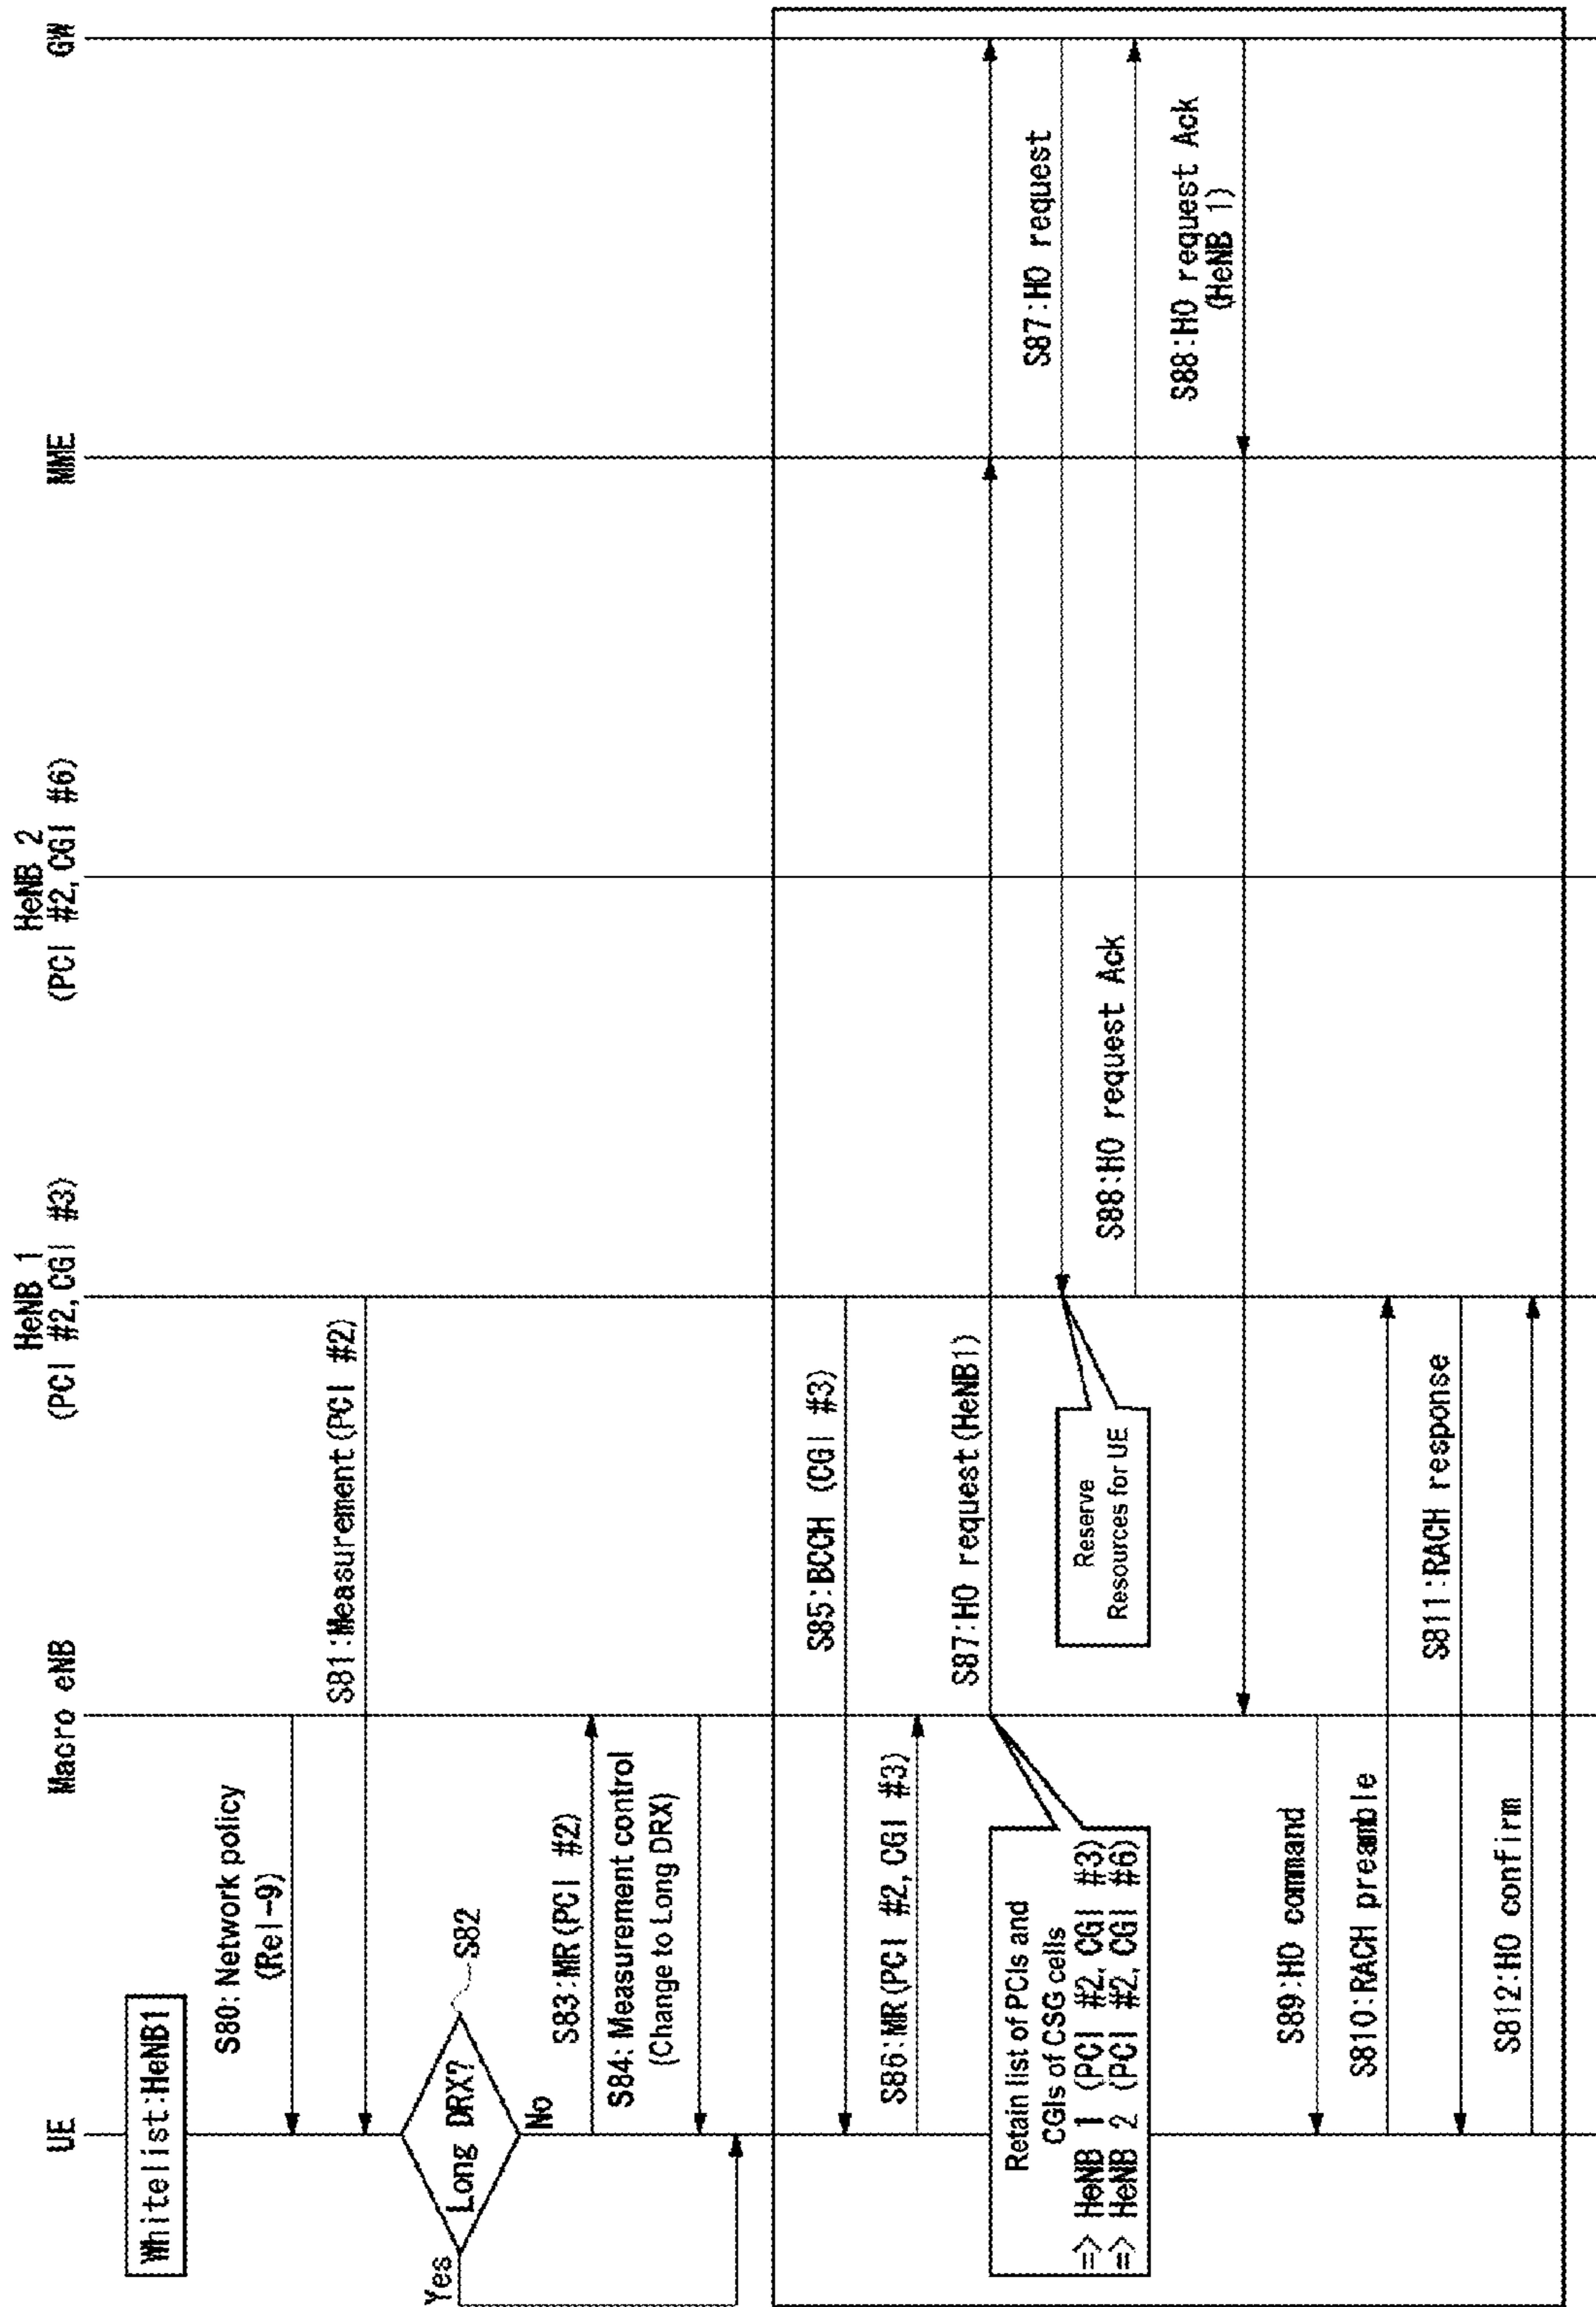 UE
Macro eNB
HeNB 1
(PCI #2, CGI #3)
HeNB 2
(PCI #2, CGI #6)
MME
GW
Whitelist:HeNB1
S80: Network policy
(Rel-9)
S81:Measurement(PCI #2)
Long DRX?
S82
Yes
No
S83:MR(PCI #2)
S84: Measurement control
(Change to Long DRX)
S85:BCCH (CGI #3)
S86:MR(PCI #2, CGI #3)
Retain list of PCIs and
CGIs of CSG cells
=> HeNB 1 (PCI #2, CGI #3)
=> HeNB 2 (PCI #2, CGI #6)
S87:HO request(HeNB1)
S87:HO request
Reserve
Resources for UE
S88:HO request Ack
S88:HO request Ack
(HeNB 1)
S89:HO command
S810:RACH preamble
S811:RACH response
S812:HO confirm